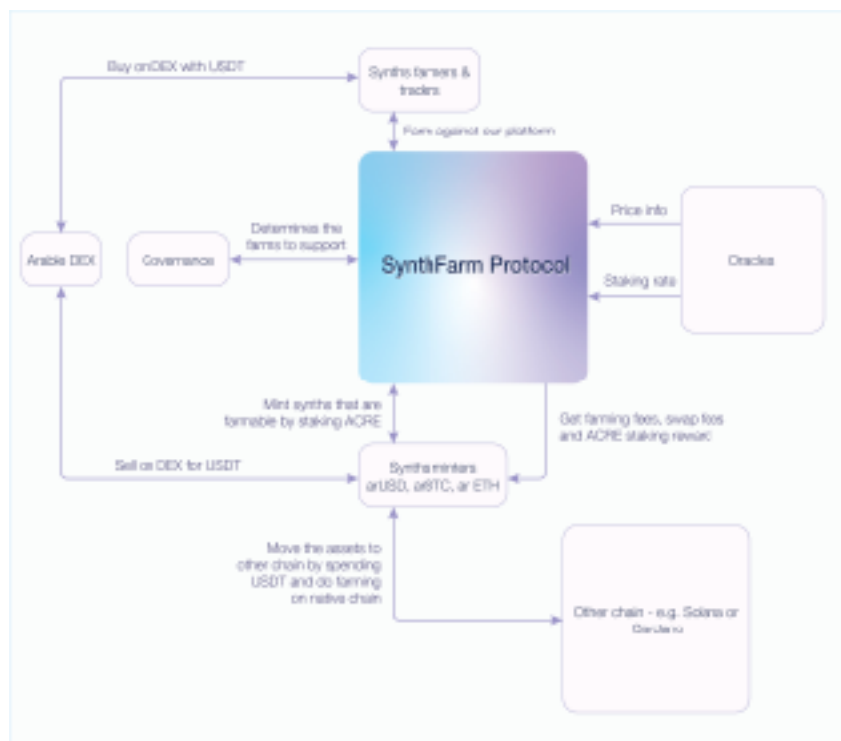 Buy on DEX with USDT
Synths farmers &
traders
Farm against our platform
Determines the
farms to support
Price info
Arable DEX
Governance
SynthFarm Protocol
Oracles
Staking rate
Mint synths that are
farmable by staking ACRE
Get farming fees, swap fees
and ACRE staking reward
Sell on DEX for USDT
Synths minters
arUSD, arBTC, ar ETH
Move the assets to
other chain by spending
USDT and do farming
on native chain
Other chain - e.g. Solana or